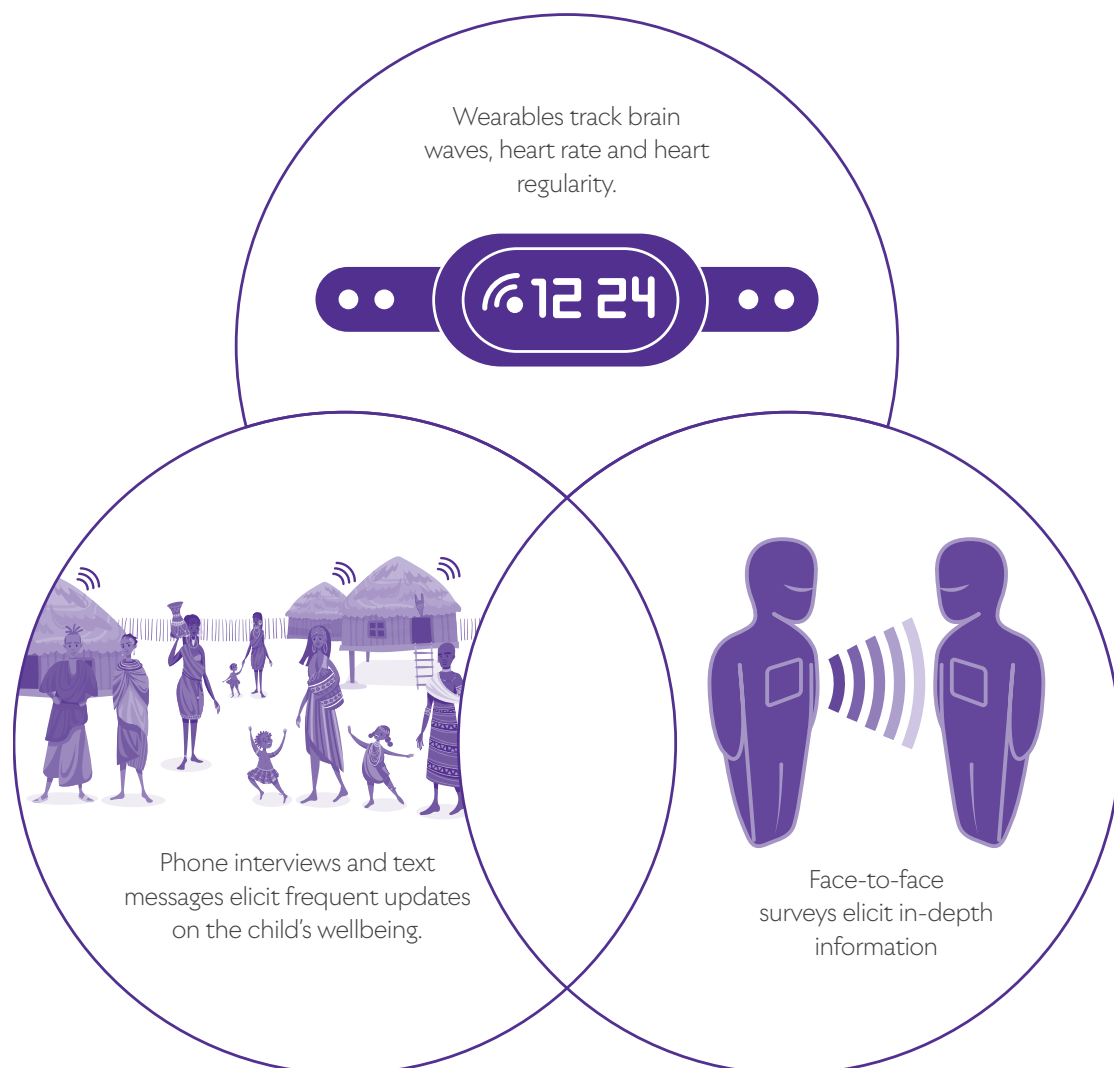 Wearables track brain
waves, heart rate and heart
regularity.
12 24
Phone interviews and text
messages elicit frequent updates
on the child’s wellbeing.
Face-to-face
surveys elicit in-depth
information